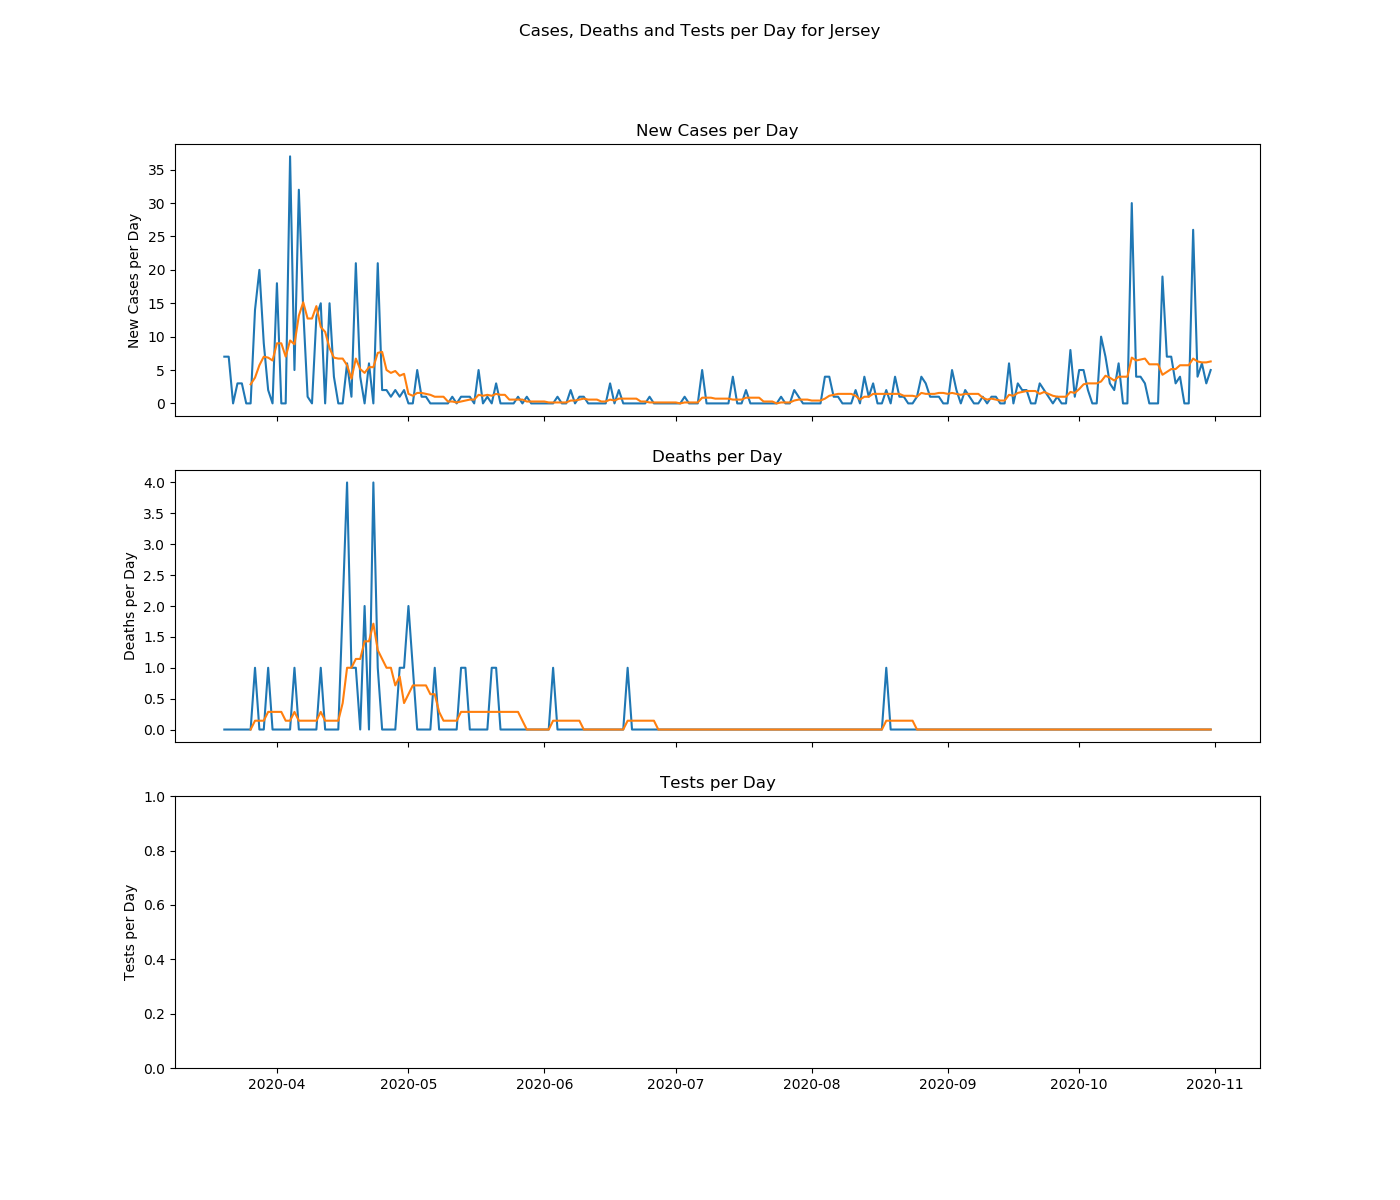 Cases, Deaths and Tests per Day for Jersey
New Cases per Day
35
30
25
20
15
10
5
0
New Cases per Day
Deaths per Day
4.0
3.5
3.0
2.5
2.0
1.5
1.0
0.5
0.0
Deaths per Day
Tests per Day
1.0
0.8
0.6
0.4
0.2
0.0
Tests per Day
2020-04 2020-05 2020-06 2020-07 2020-08 2020-09 2020-10 2020-11